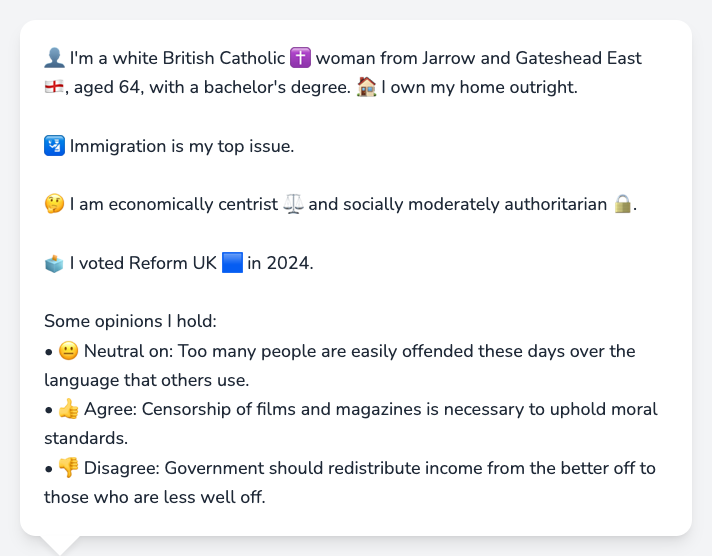 👤 I'm a white British Catholic ✝️ woman from Jarrow and Gateshead East
🏴󠁧󠁢󠁥󠁮󠁧󠁿, aged 64, with a bachelor's degree. 🏠 I own my home outright.
🛂 Immigration is my top issue.
🤔 I am economically centrist ⚖️ and socially moderately authoritarian 🔒.
🗳️ I voted Reform UK 🟦 in 2024.
Some opinions I hold:
• 😐 Neutral on: Too many people are easily offended these days over the
language that others use.
• 👍 Agree: Censorship of films and magazines is necessary to uphold moral
standards.
• 👎 Disagree: Government should redistribute income from the better off to
those who are less well off.